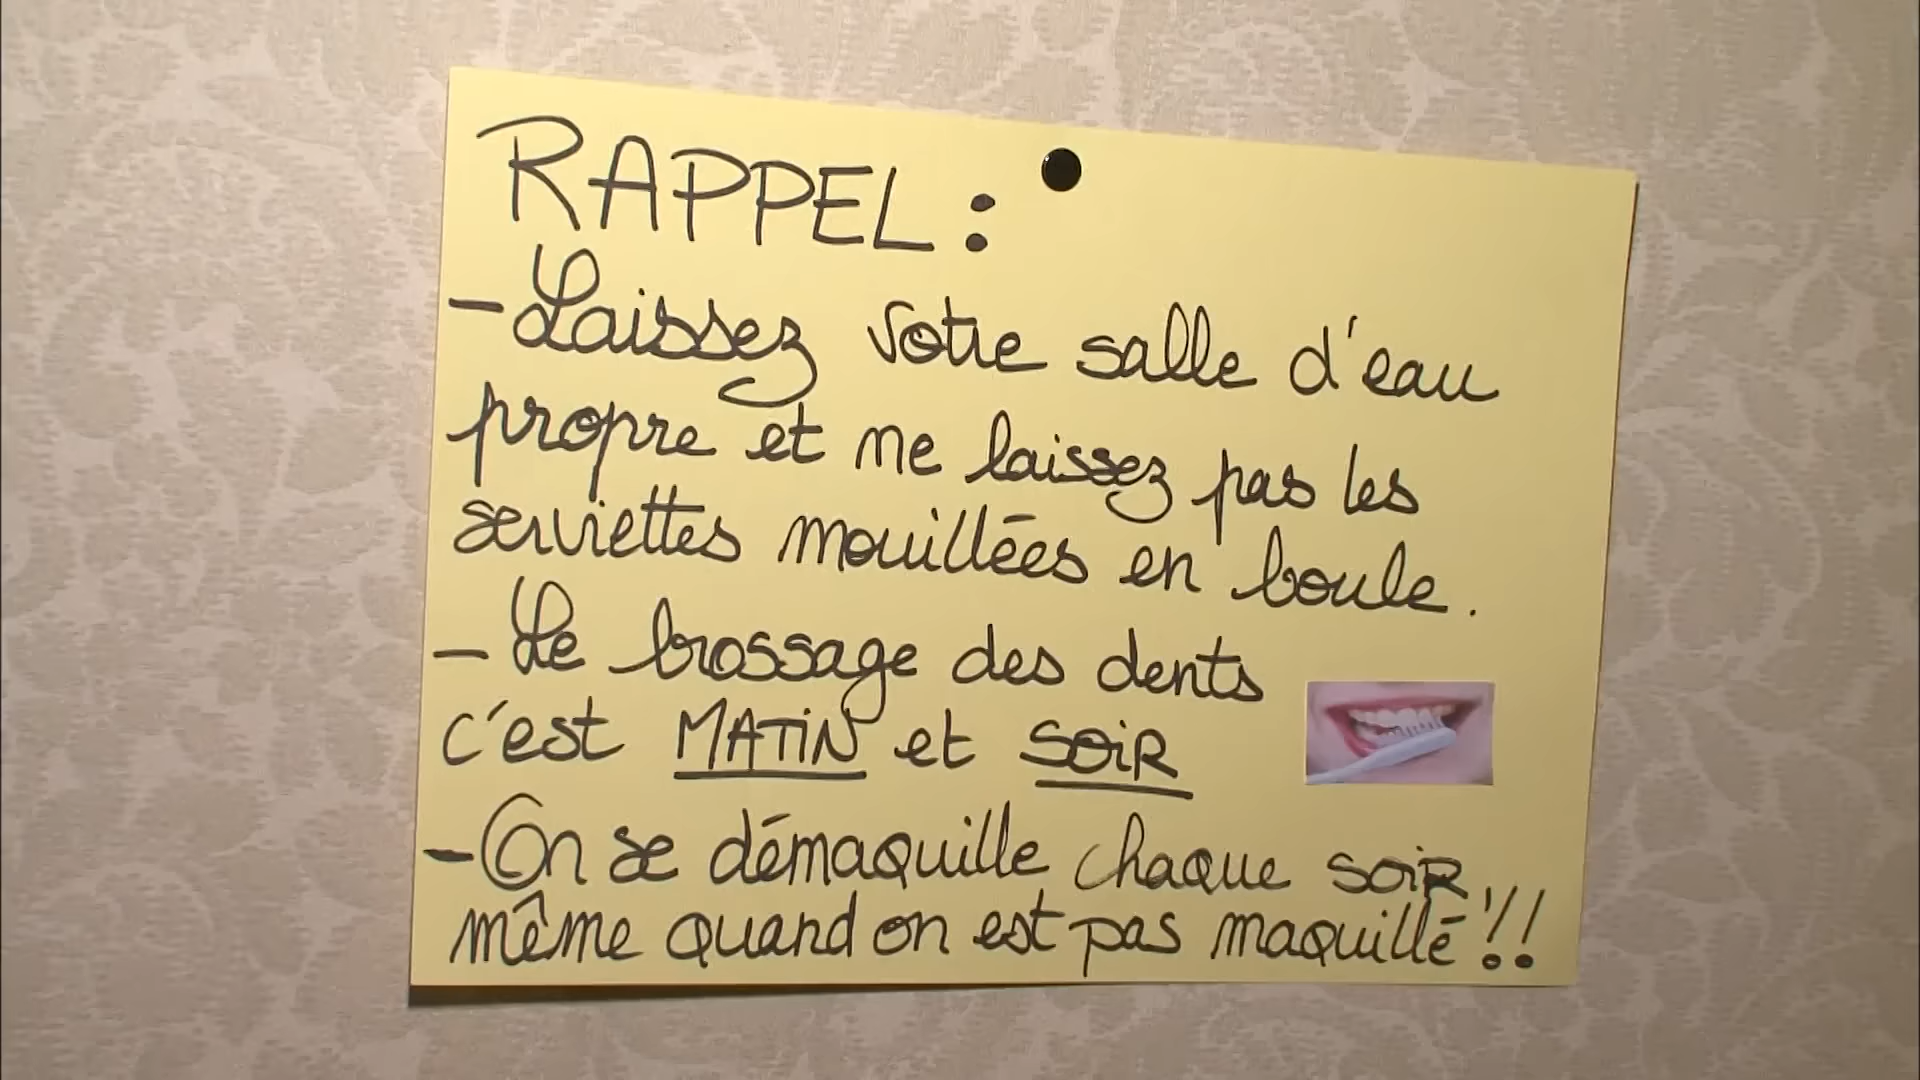 RAPPEL :
- Laissez votre salle d'eau
propre et ne laissez pas les
serviettes mouillées en boule.
- Le brossage des dents
c'est MATIN et SOIR
- On se démaquille chaque SOIR
même quand on est pas maquillé !!